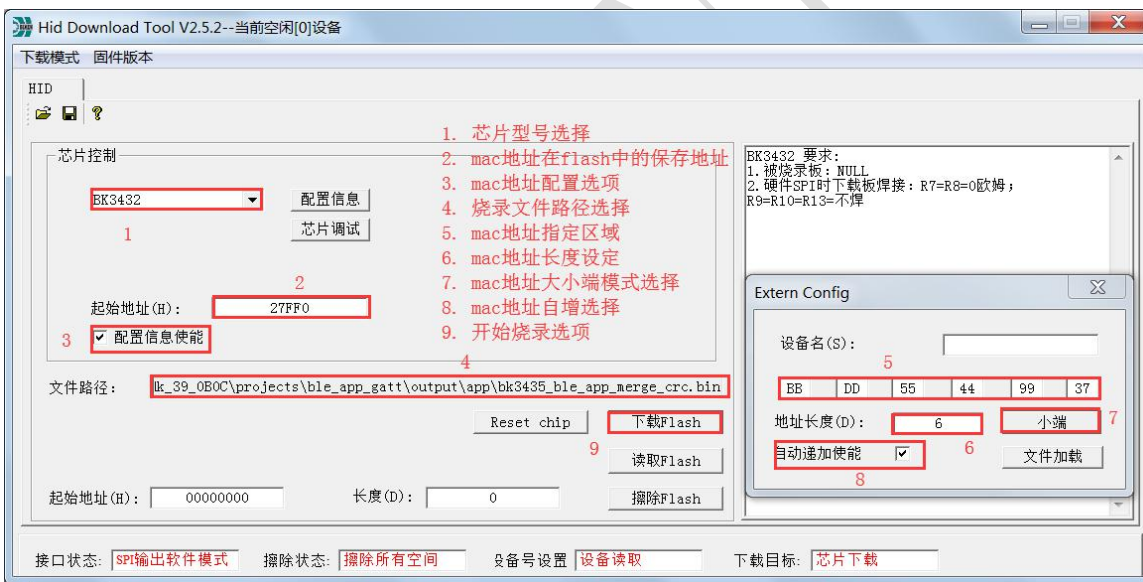 Hid Download Tool V2.5.2--当前空闲[0]设备
下载模式 固件版本
HID
芯片控制
BK3432
配置信息
芯片调试
1
2
起始地址(H): 27FF0
3
配置信息使能
1. 芯片型号选择
2. mac地址在flash中的保存地址
3. mac地址配置选项
4. 烧录文件路径选择
5. mac地址指定区域
6. mac地址长度设定
7. mac地址大小端模式选择
8. mac地址自增选择
9. 开始烧录选项
4
文件路径: lk_39_0B0C\projects\ble_app_gatt\output\app\bk3435_ble_app_merge_crc.bin
Reset chip
下载Flash
9
读取Flash
起始地址(H): 00000000 长度(D): 0 擦除Flash
BK3432 要求:
1.被烧录板: NULL
2.硬件SPI时下载板焊接: R7=R8=0欧姆;
R9=R10=R13=不焊
Extern Config
设备名(S):
5
BB DD 55 44 99 37
地址长度(D): 6 小端 7
6
自动递加使能
文件加载
8
接口状态: SPI输出软件模式 擦除状态: 擦除所有空间 设备号设置 设备读取 下载目标: 芯片下载